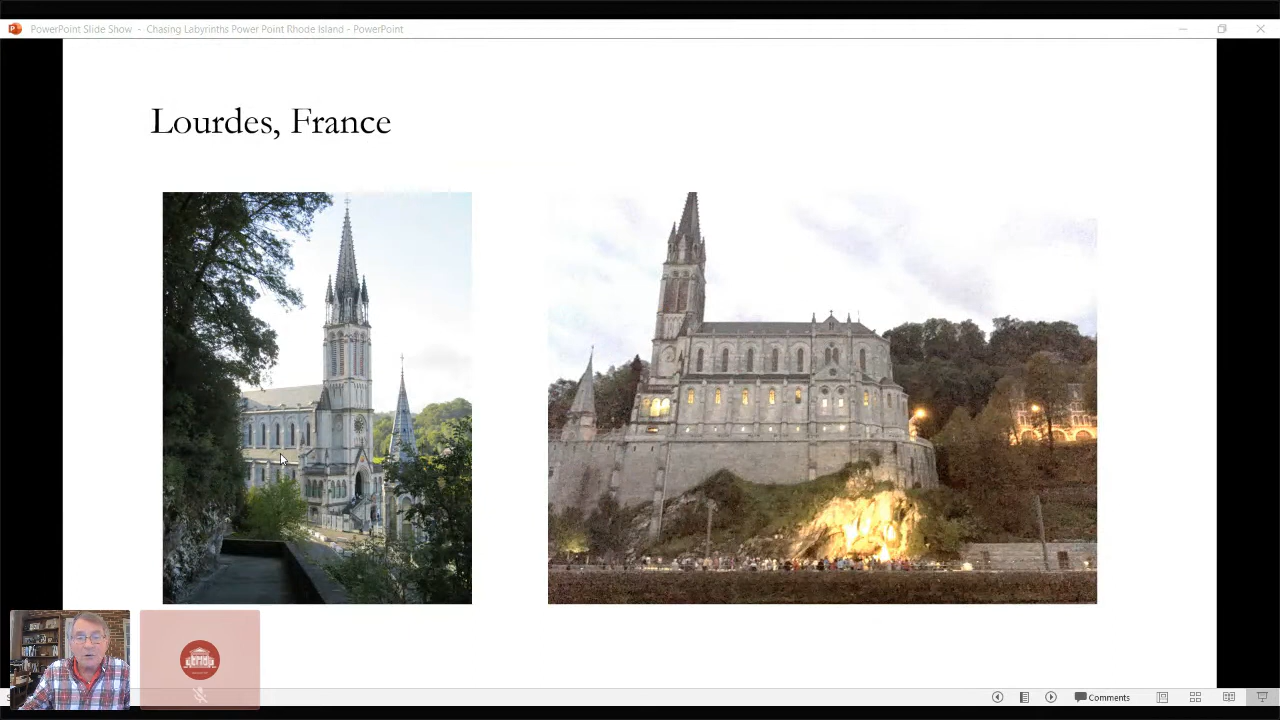 PowerPoint Slide Show - Chasing Labyrinths Power Point Rhode Island - PowerPoint
Lourdes, France
Comments